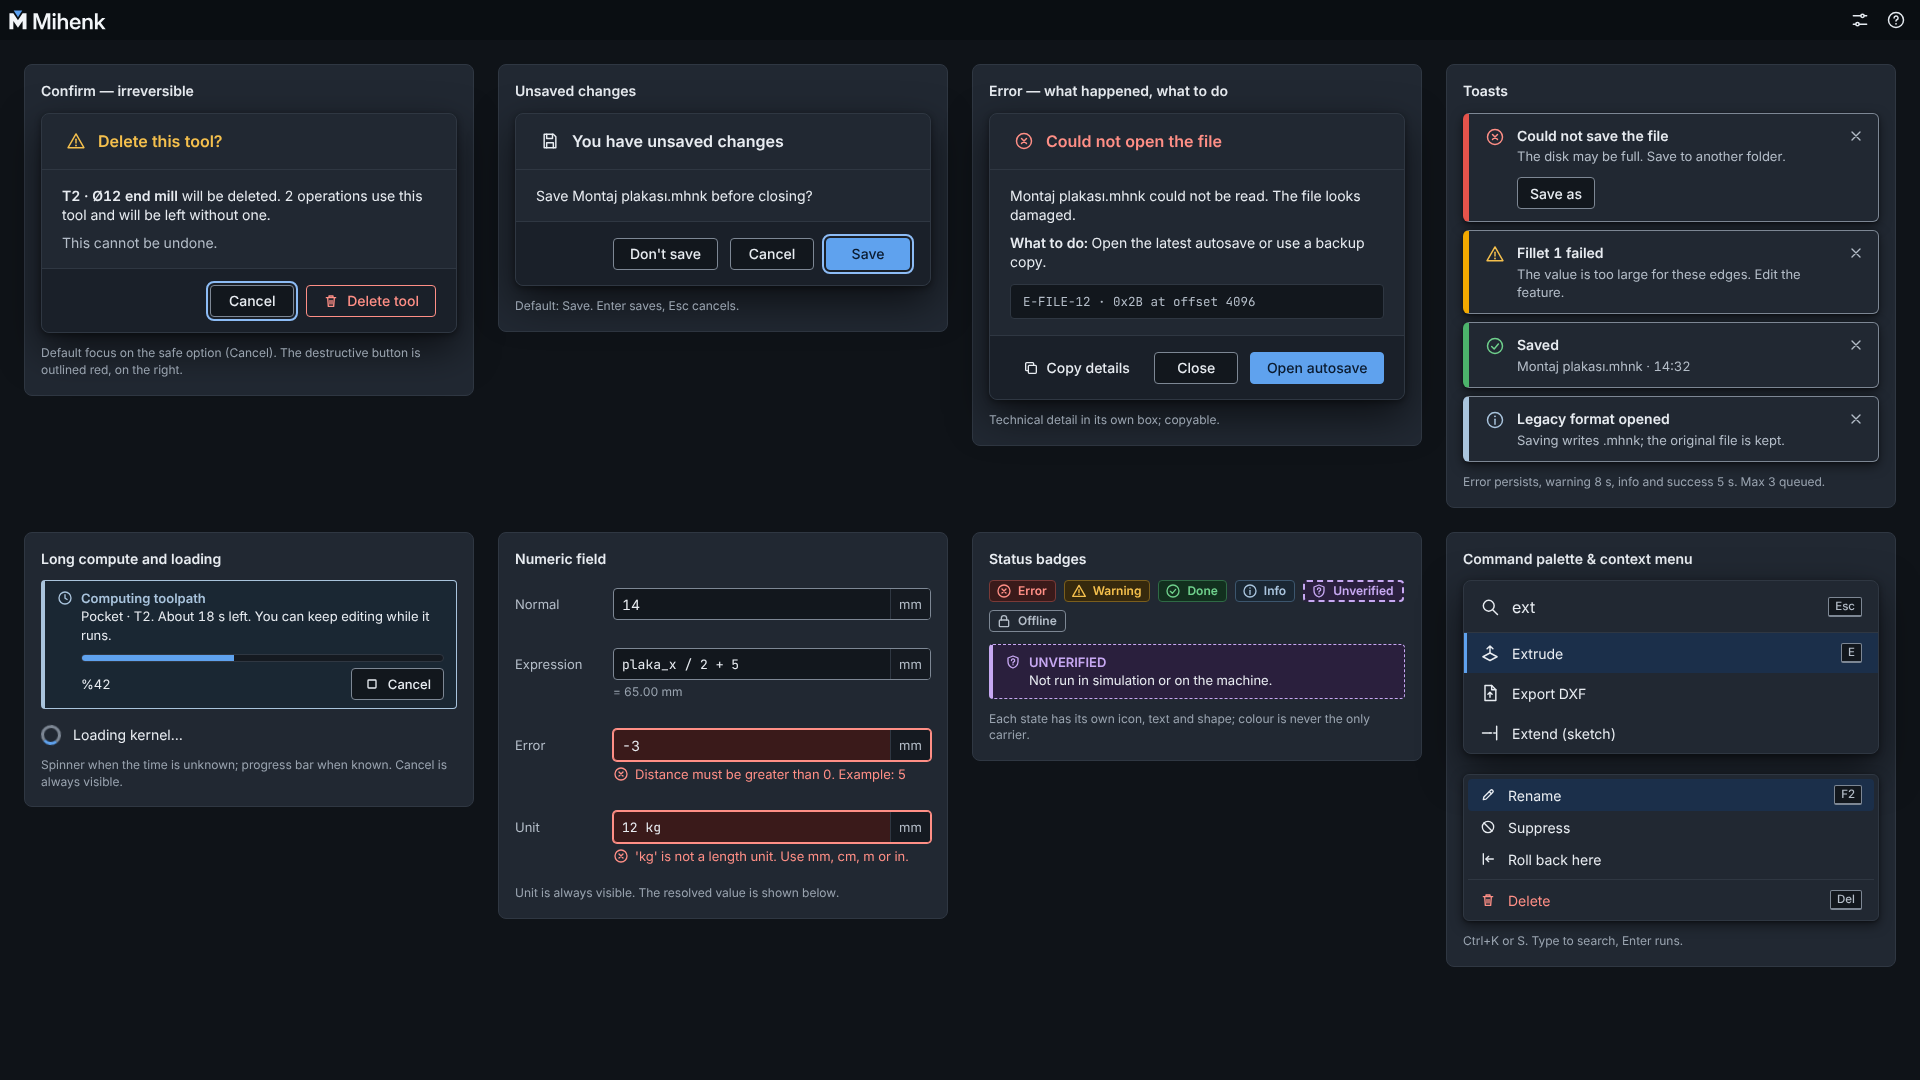 Mihenk
Confirm — irreversible
Delete this tool?
T2 · Ø12 end mill will be deleted. 2 operations use this
tool and will be left without one.
This cannot be undone.
Cancel
Delete tool
Default focus on the safe option (Cancel). The destructive button is
outlined red, on the right.
Unsaved changes
You have unsaved changes
Save Montaj plakası.mhnk before closing?
Don't save
Cancel
Save
Default: Save. Enter saves, Esc cancels.
Error — what happened, what to do
Could not open the file
Montaj plakası.mhnk could not be read. The file looks
damaged.
What to do: Open the latest autosave or use a backup
copy.
E-FILE-12 · 0x2B at offset 4096
Copy details
Close
Open autosave
Technical detail in its own box; copyable.
Toasts
Could not save the file
The disk may be full. Save to another folder.
Save as
Fillet 1 failed
The value is too large for these edges. Edit the
feature.
Saved
Montaj plakası.mhnk · 14:32
Legacy format opened
Saving writes .mhnk; the original file is kept.
Error persists, warning 8 s, info and success 5 s. Max 3 queued.
Long compute and loading
Computing toolpath
Pocket · T2. About 18 s left. You can keep editing while it
runs.
%42
Cancel
Loading kernel...
Spinner when the time is unknown; progress bar when known. Cancel is
always visible.
Numeric field
Normal
14
mm
Expression
plaka_x / 2 + 5
mm
= 65.00 mm
Error
-3
mm
Distance must be greater than 0. Example: 5
Unit
12 kg
mm
'kg' is not a length unit. Use mm, cm, m or in.
Unit is always visible. The resolved value is shown below.
Status badges
Error
Warning
Done
Info
Unverified
Offline
UNVERIFIED
Not run in simulation or on the machine.
Each state has its own icon, text and shape; colour is never the only
carrier.
Command palette & context menu
ext
Esc
Extrude
E
Export DXF
Extend (sketch)
Rename
F2
Suppress
Roll back here
Delete
Del
Ctrl+K or S. Type to search, Enter runs.